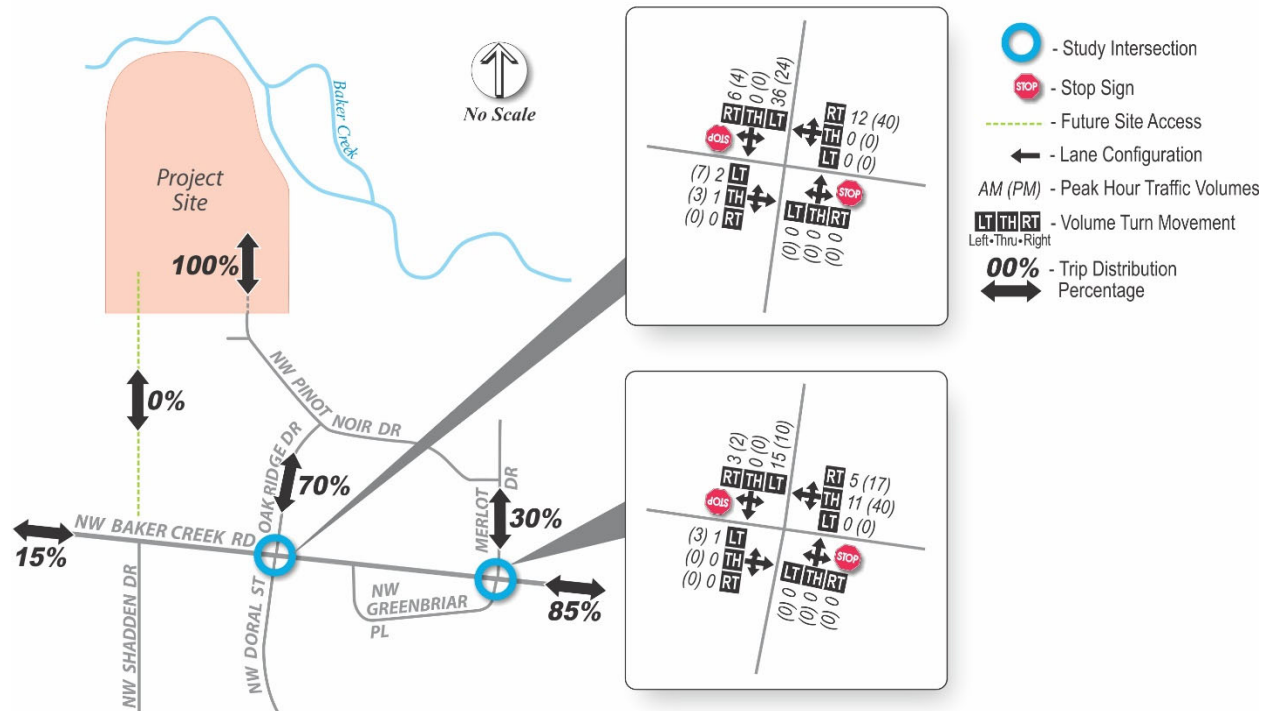 Baker Creek
No Scale
Project
Site
100%
0%
NW PINOT
NOIR DR
OAK RIDGE DR
70%
MERLOT
DR
30%
NW BAKER CREEK RD
15%
85%
NW SHADDEN DR
NW DORAL ST
NW
GREENBRIAR
PL
6 (4)
0 (0)
36 (24)
RT TH LT
STOP
RT 12 (40)
TH 0 (0)
LT 0 (0)
(7) 2 LT
(3) 1 TH
(0) 0 RT
STOP
LT TH RT
(0) 0
(0) 0
(0) 0
3 (2)
0 (0)
15 (10)
RT TH LT
STOP
RT 5 (17)
TH 11 (40)
LT 0 (0)
(3) 1 LT
(0) 0 TH
(0) 0 RT
STOP
LT TH RT
(0) 0
(0) 0
(0) 0
- Study Intersection
STOP - Stop Sign
- Future Site Access
- Lane Configuration
AM (PM) - Peak Hour Traffic Volumes
LT TH RT - Volume Turn Movement
Left•Thru•Right
00% - Trip Distribution
Percentage